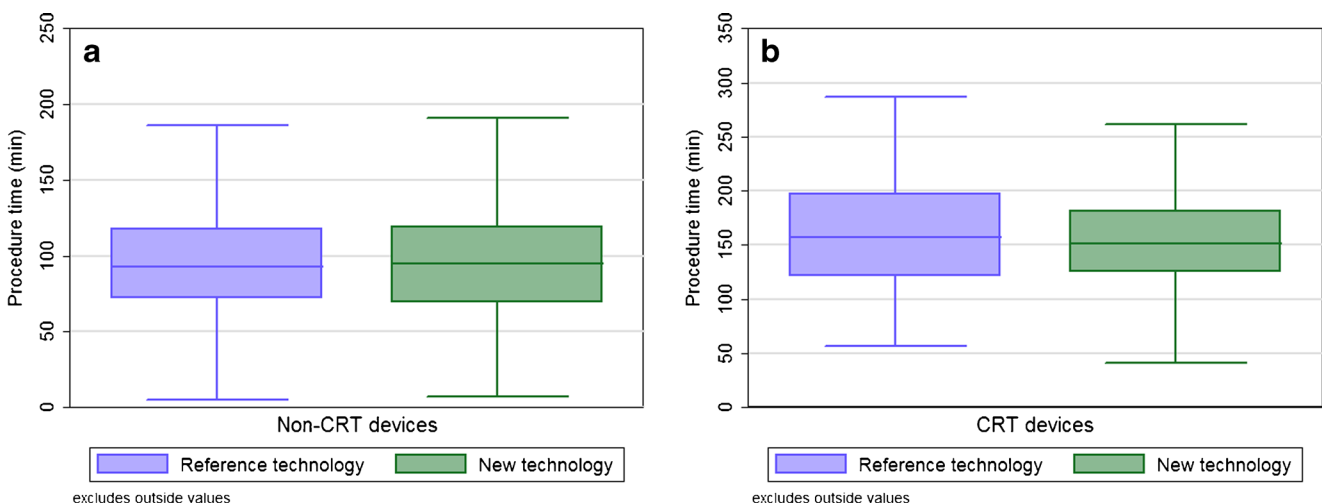 a
250
200
150
100
50
0
Procedure time (min)
Non-CRT devices
Reference technology
New technology
excludes outside values
b
350
300
250
200
150
100
50
0
Procedure time (min)
CRT devices
Reference technology
New technology
excludes outside values